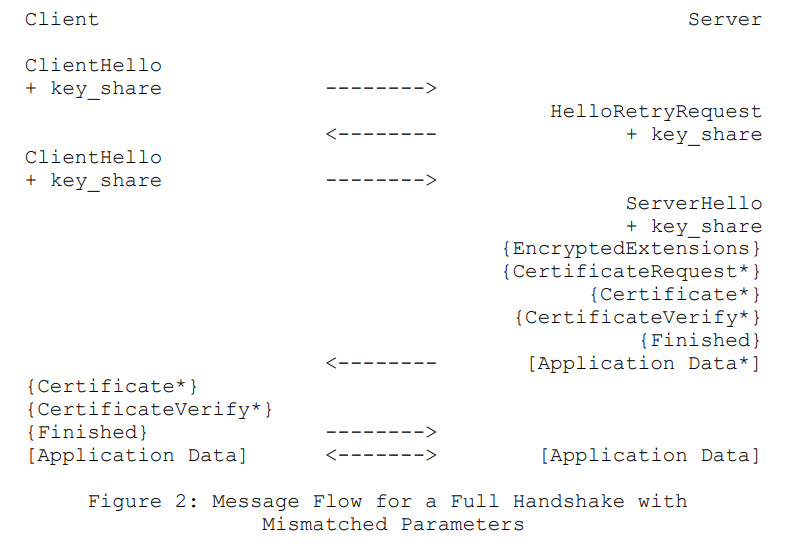 Client                                               Server

ClientHello
+ key_share             -------->
                                          HelloRetryRequest
                        <--------               + key_share
ClientHello
+ key_share             -------->
                                                ServerHello
                                                + key_share
                                      {EncryptedExtensions}
                                      {CertificateRequest*}
                                             {Certificate*}
                                       {CertificateVerify*}
                                                 {Finished}
                        <--------       [Application Data*]
{Certificate*}
{CertificateVerify*}
{Finished}              -------->
[Application Data]      <------->        [Application Data]

     Figure 2: Message Flow for a Full Handshake with
                   Mismatched Parameters